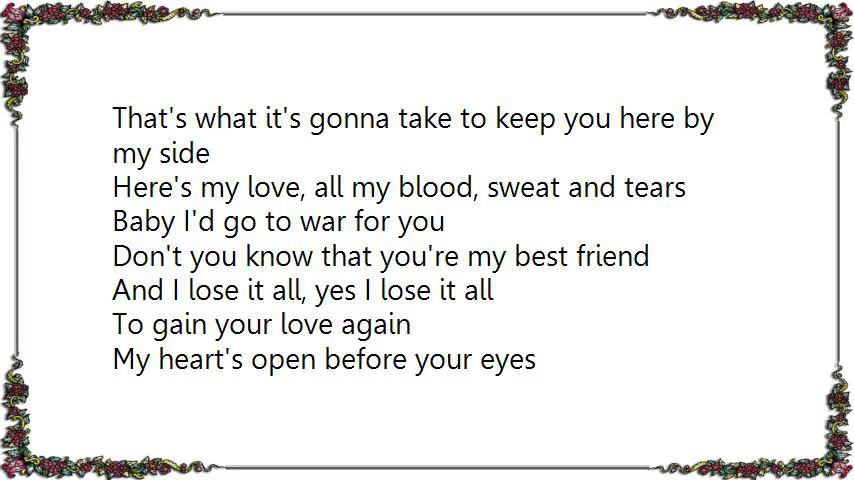 That's what it's gonna take to keep you here by
my side
Here's my love, all my blood, sweat and tears
Baby I'd go to war for you
Don't you know that you're my best friend
And I lose it all, yes I lose it all
To gain your love again
My heart's open before your eyes